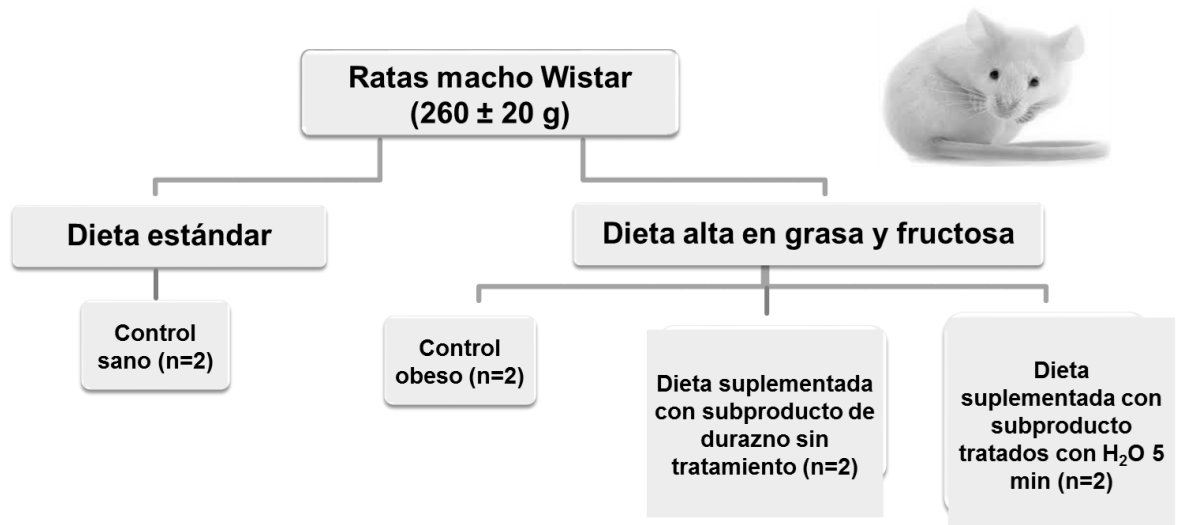 Ratas macho Wistar
(260 ± 20 g)
Dieta estándar
Dieta alta en grasa y fructosa
Control
sano (n=2)
Control
obeso (n=2)
Dieta suplementada
con subproducto de
durazno sin
tratamiento (n=2)
Dieta
suplementada con
subproducto
tratados con H₂O 5
min (n=2)